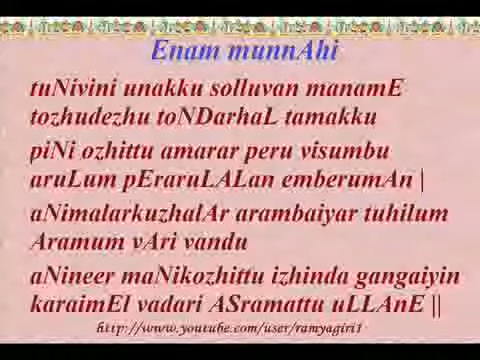 Enam munnAhi
tuNivini unakku solluvan manamE
tozhudezhu toNDarhaL tamakku
piNi ozhittu amarar peru visumbu
aruLum pEraruLALan emberumAn |
aNimalarkuzhalAr arambaiyar tuhilum
Aramum vAri vandu
aNineer maNikozhittu izhinda gangaiyin
karaimEl vadari ASramattu uLLAnE ||
http://www.youtube.com/user/ramyagiri1